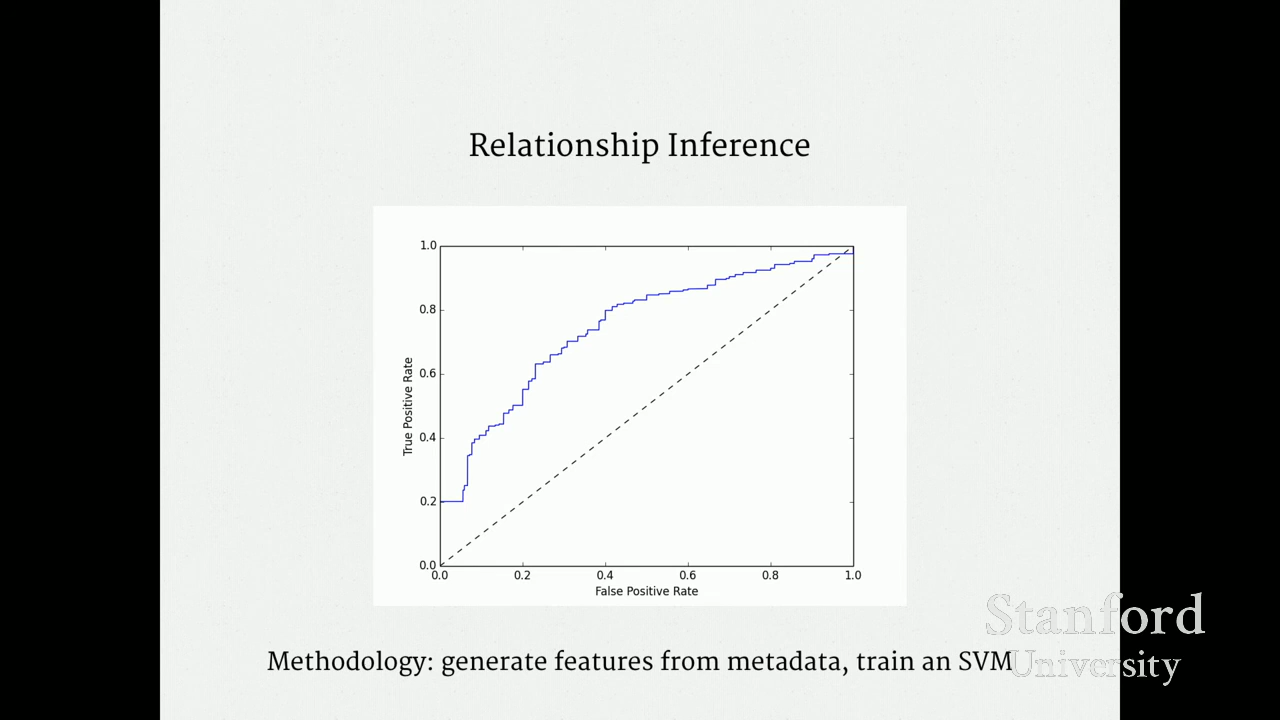 Relationship Inference
1.0
0.8
0.6
0.4
0.2
0.0
True Positive Rate
0.0 0.2 0.4 0.6 0.8 1.0
False Positive Rate
Methodology: generate features from metadata, train an SVM
Stanford
University